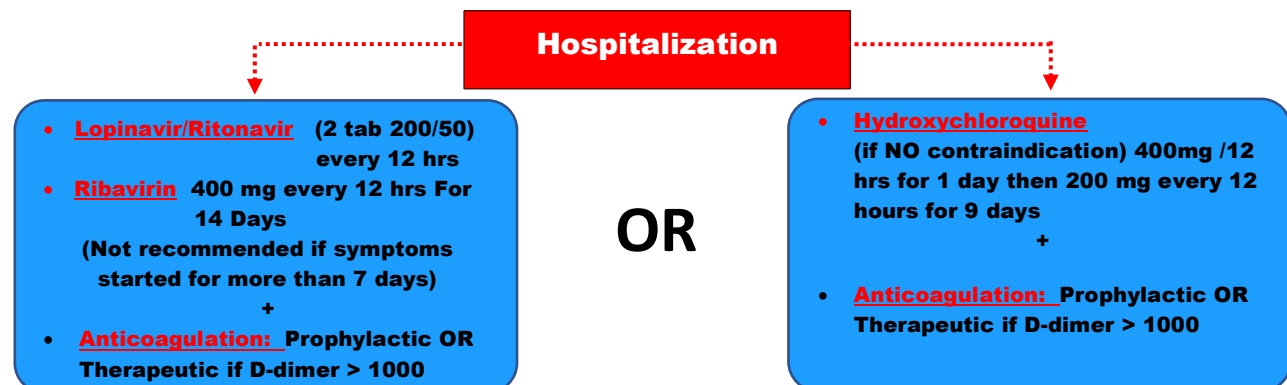 Hospitalization
• Lopinavir/Ritonavir (2 tab 200/50)
every 12 hrs
• Ribavirin 400 mg every 12 hrs For
14 Days
(Not recommended if symptoms
started for more than 7 days)
+
• Anticoagulation: Prophylactic OR
Therapeutic if D-dimer > 1000
OR
• Hydroxychloroquine
(if NO contraindication) 400mg /12
hrs for 1 day then 200 mg every 12
hours for 9 days
+
• Anticoagulation: Prophylactic OR
Therapeutic if D-dimer > 1000